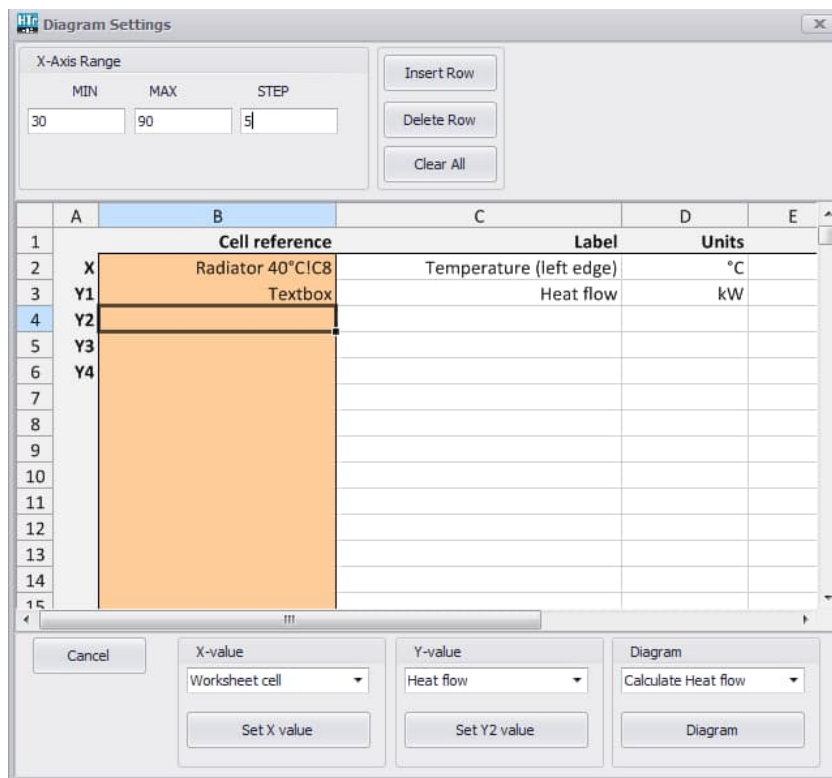 HTr
Diagram Settings
X-Axis Range
MIN MAX STEP
30 90 5
Insert Row
Delete Row
Clear All
A B C D E
1 Cell reference Label Units
2 X Radiator 40°C!C8 Temperature (left edge) °C
3 Y1 Textbox Heat flow kW
4 Y2
5 Y3
6 Y4
7
8
9
10
11
12
13
14
15
Cancel
X-value
Worksheet cell
Set X value
Y-value
Heat flow
Set Y2 value
Diagram
Calculate Heat flow
Diagram